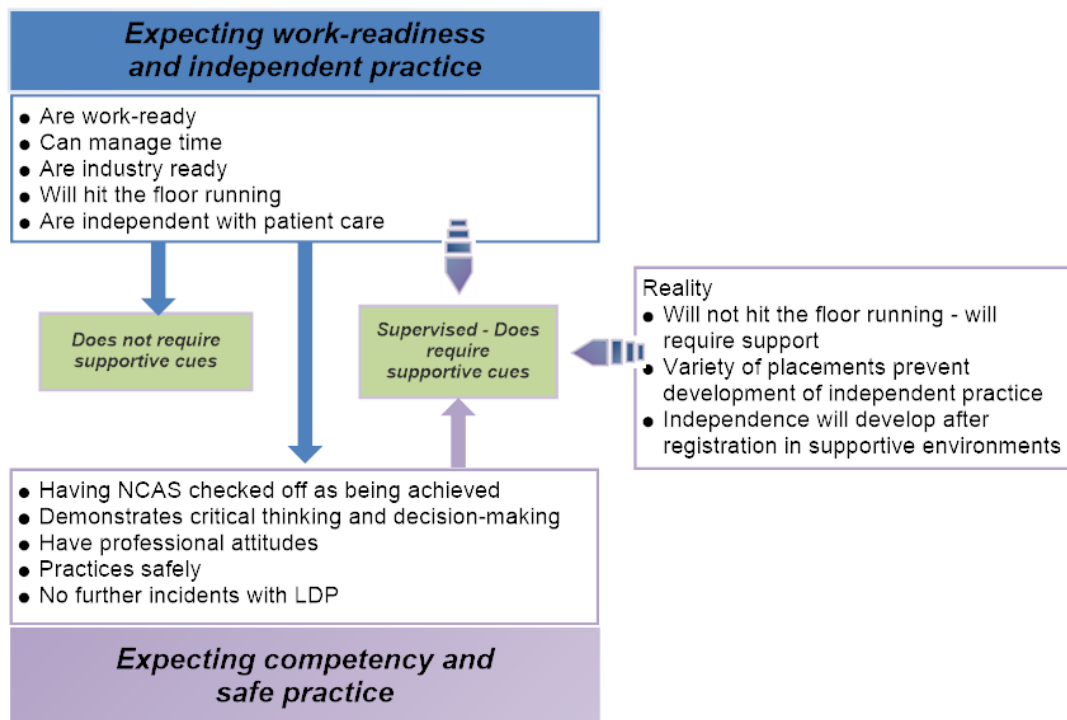 Expecting work-readiness
and independent practice
● Are work-ready
● Can manage time
● Are industry ready
● Will hit the floor running
● Are independent with patient care
Does not require
supportive cues
Supervised - Does
require
supportive cues
Reality
● Will not hit the floor running - will
require support
● Variety of placements prevent
development of independent practice
● Independence will develop after
registration in supportive environments
● Having NCAS checked off as being achieved
● Demonstrates critical thinking and decision-making
● Have professional attitudes
● Practices safely
● No further incidents with LDP
Expecting competency and
safe practice